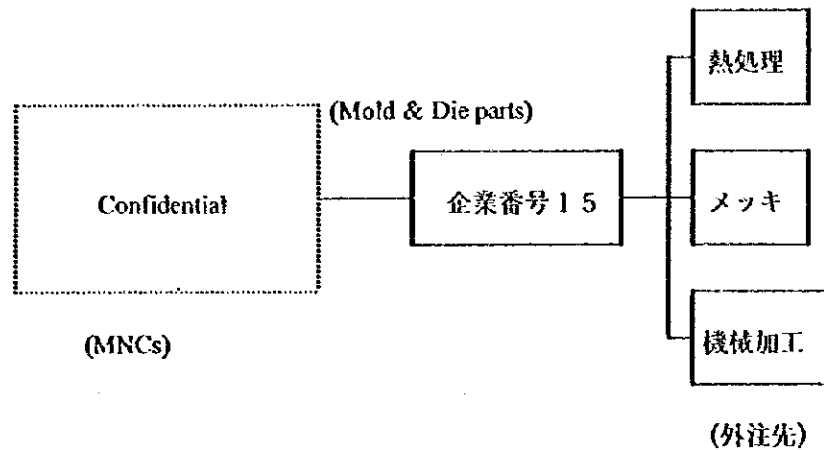 熱処理
(Mold & Die parts)
Confidential
企業番号15
メッキ
(MNCs)
機械加工
(外注先)